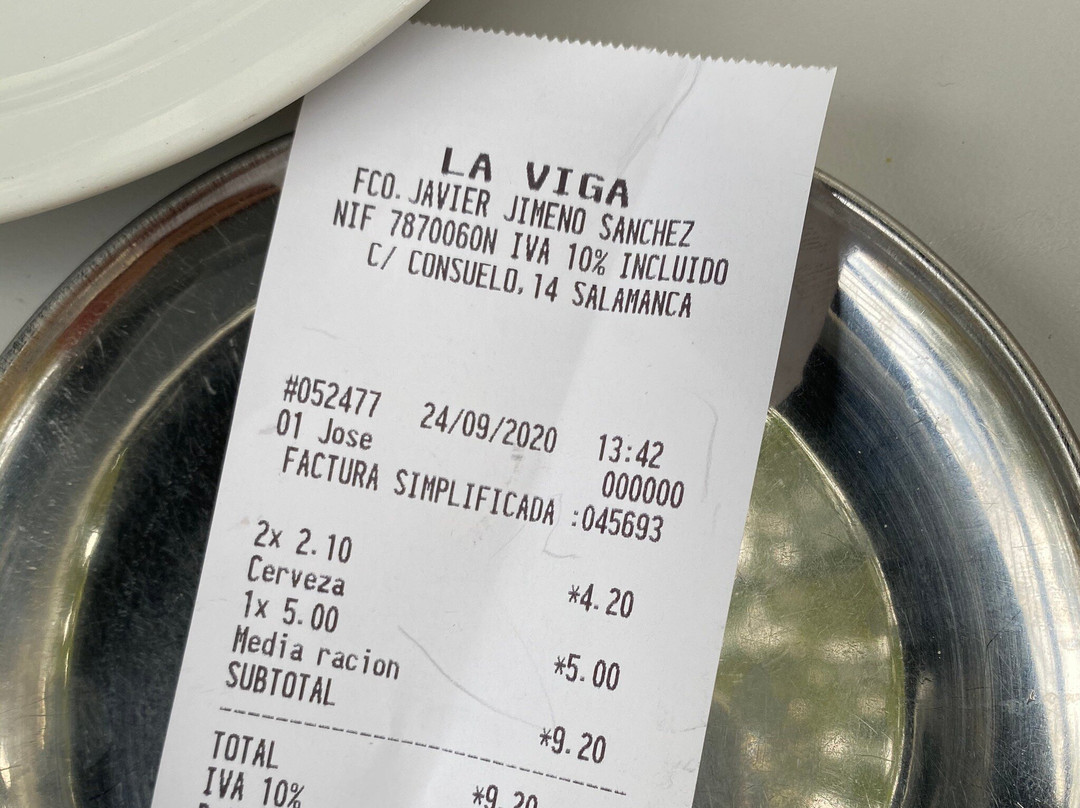 LA VIGA
FCO. JAVIER JIMENO SANCHEZ
NIF 7870060N IVA 10% INCLUIDO
C/ CONSUELO, 14 SALAMANCA
#052477 24/09/2020 13:42
01 Jose 000000
FACTURA SIMPLIFICADA :045693
2x 2.10
Cerveza *4.20
1x 5.00
Media racion *5.00
SUBTOTAL *9.20
TOTAL *9.20
IVA 10%